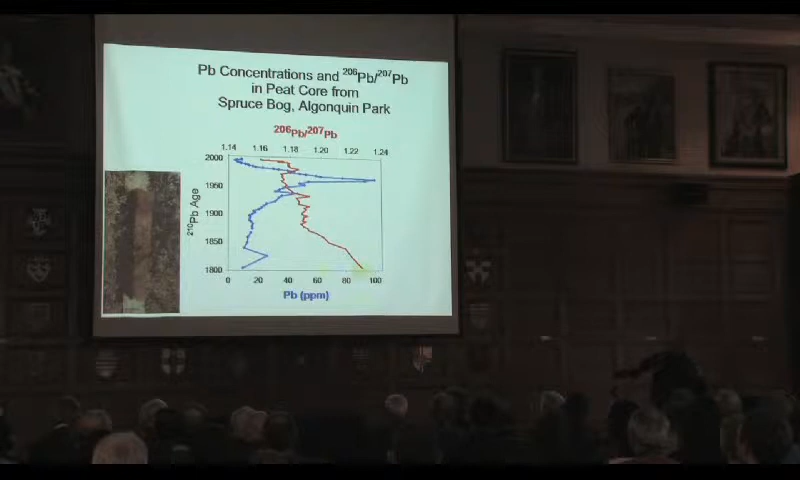 Pb Concentrations and ²⁰⁶Pb/²⁰⁷Pb
in Peat Core from
Spruce Bog, Algonquin Park
²⁰⁶Pb/²⁰⁷Pb
1.14 1.16 1.18 1.20 1.22 1.24
2000
1950
1900
1850
1800
²¹⁰Pb Age
0 20 40 60 80 100
Pb (ppm)